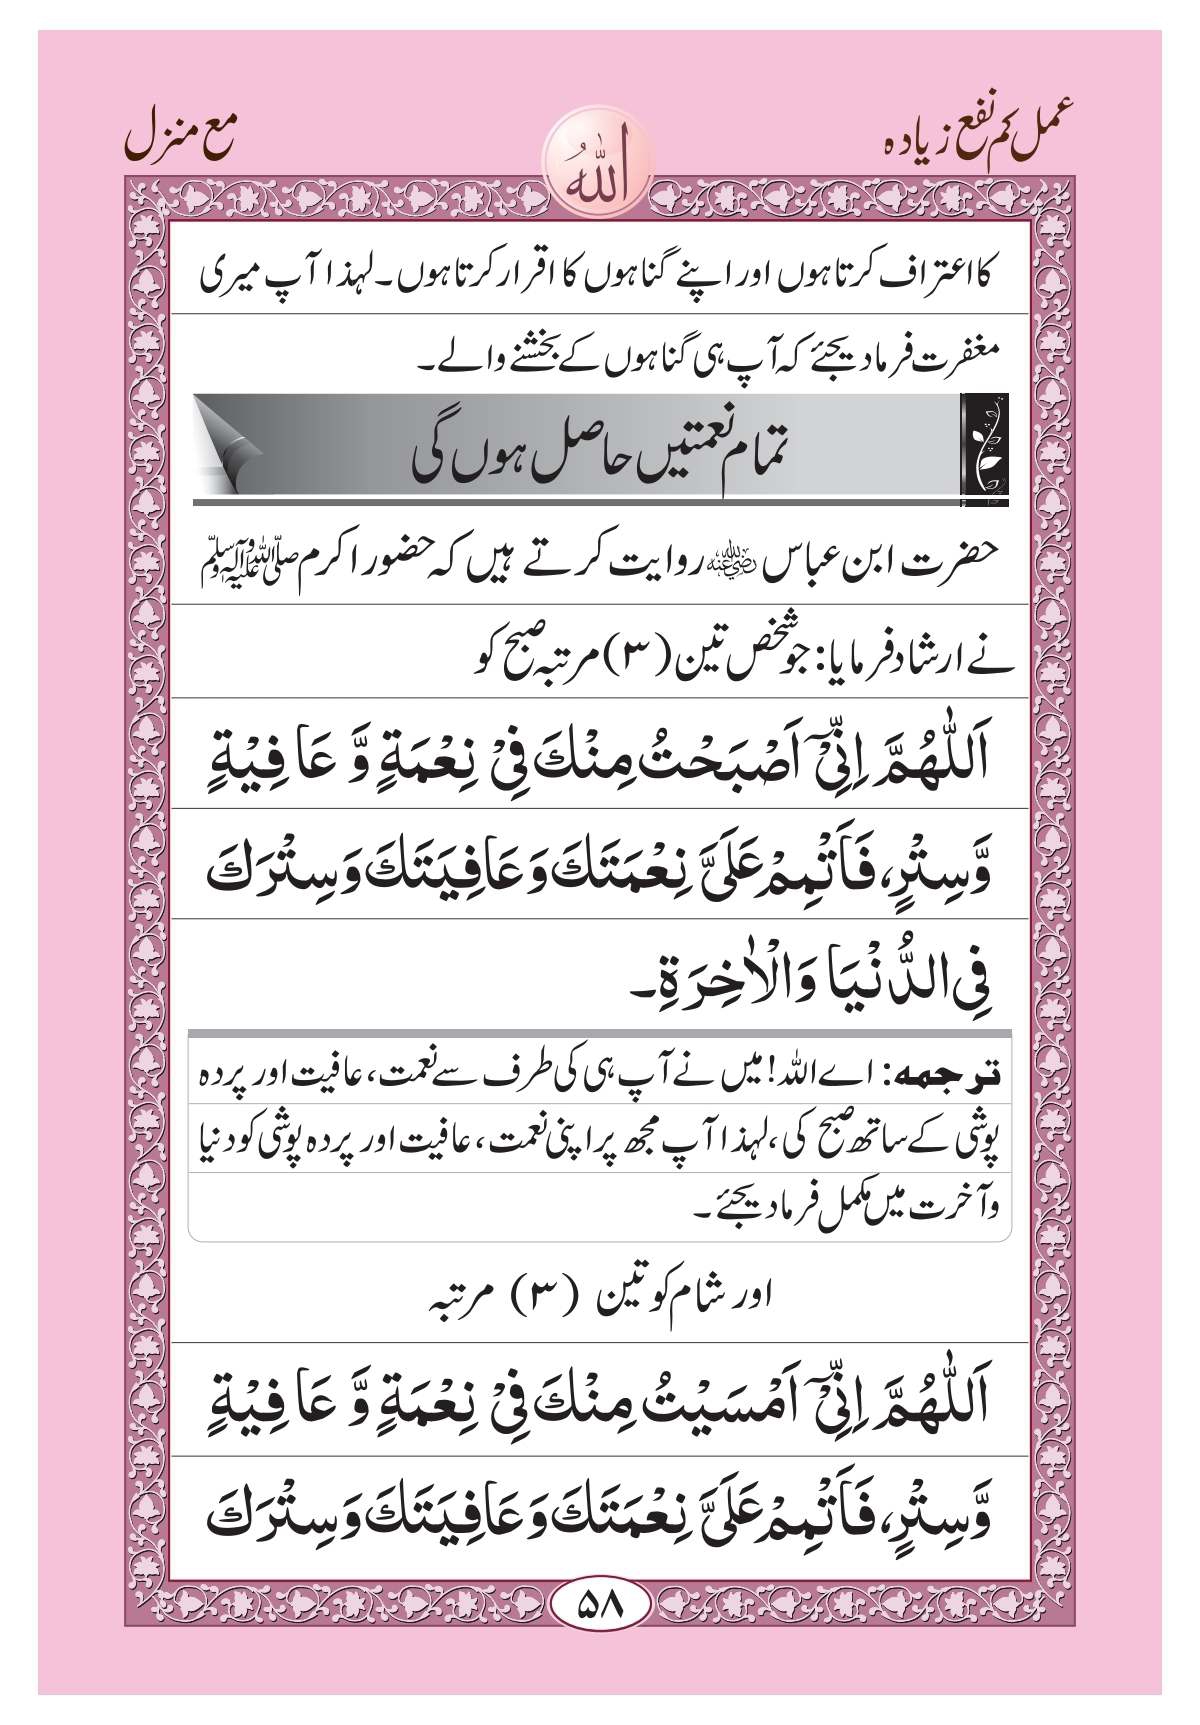 عمل کم نفع زیادہ
مع منزل
اللہُ
کا اعتراف کرتا ہوں اور اپنے گناہوں کا اقرار کرتا ہوں۔ لہذا آپ میری
مغفرت فرما دیجئے کہ آپ ہی گناہوں کے بخشنے والے۔
تمام نعمتیں حاصل ہوں گی
حضرت ابن عباس رضی اللہ عنہ روایت کرتے ہیں کہ حضور اکرم صلی اللہ علیہ وآلہ وسلم
نے ارشاد فرمایا: جو شخص تین (۳) مرتبہ صبح کو
اَللّٰهُمَّ اِنِّیْٓ اَصْبَحْتُ مِنْكَ فِیْ نِعْمَةٍ وَّ عَافِیْةٍ
وَّسِتْرٍ، فَاَتْمِمْ عَلَیَّ نِعْمَتَكَ وَعَافِیَتَكَ وَسِتْرَكَ
فِی الدُّنْیَا وَالْاٰخِرَةِ۔
ترجمہ: اے اللہ! میں نے آپ ہی کی طرف سے نعمت، عافیت اور پردہ
پوشی کے ساتھ صبح کی، لہذا آپ مجھ پر اپنی نعمت، عافیت اور پردہ پوشی کو دنیا
وآخرت میں مکمل فرما دیجئے۔
اور شام کو تین (۳) مرتبہ
اَللّٰهُمَّ اِنِّیْٓ اَمْسَیْتُ مِنْكَ فِیْ نِعْمَةٍ وَّ عَافِیْةٍ
وَّسِتْرٍ، فَاَتْمِمْ عَلَیَّ نِعْمَتَكَ وَعَافِیَتَكَ وَسِتْرَكَ
۵۸